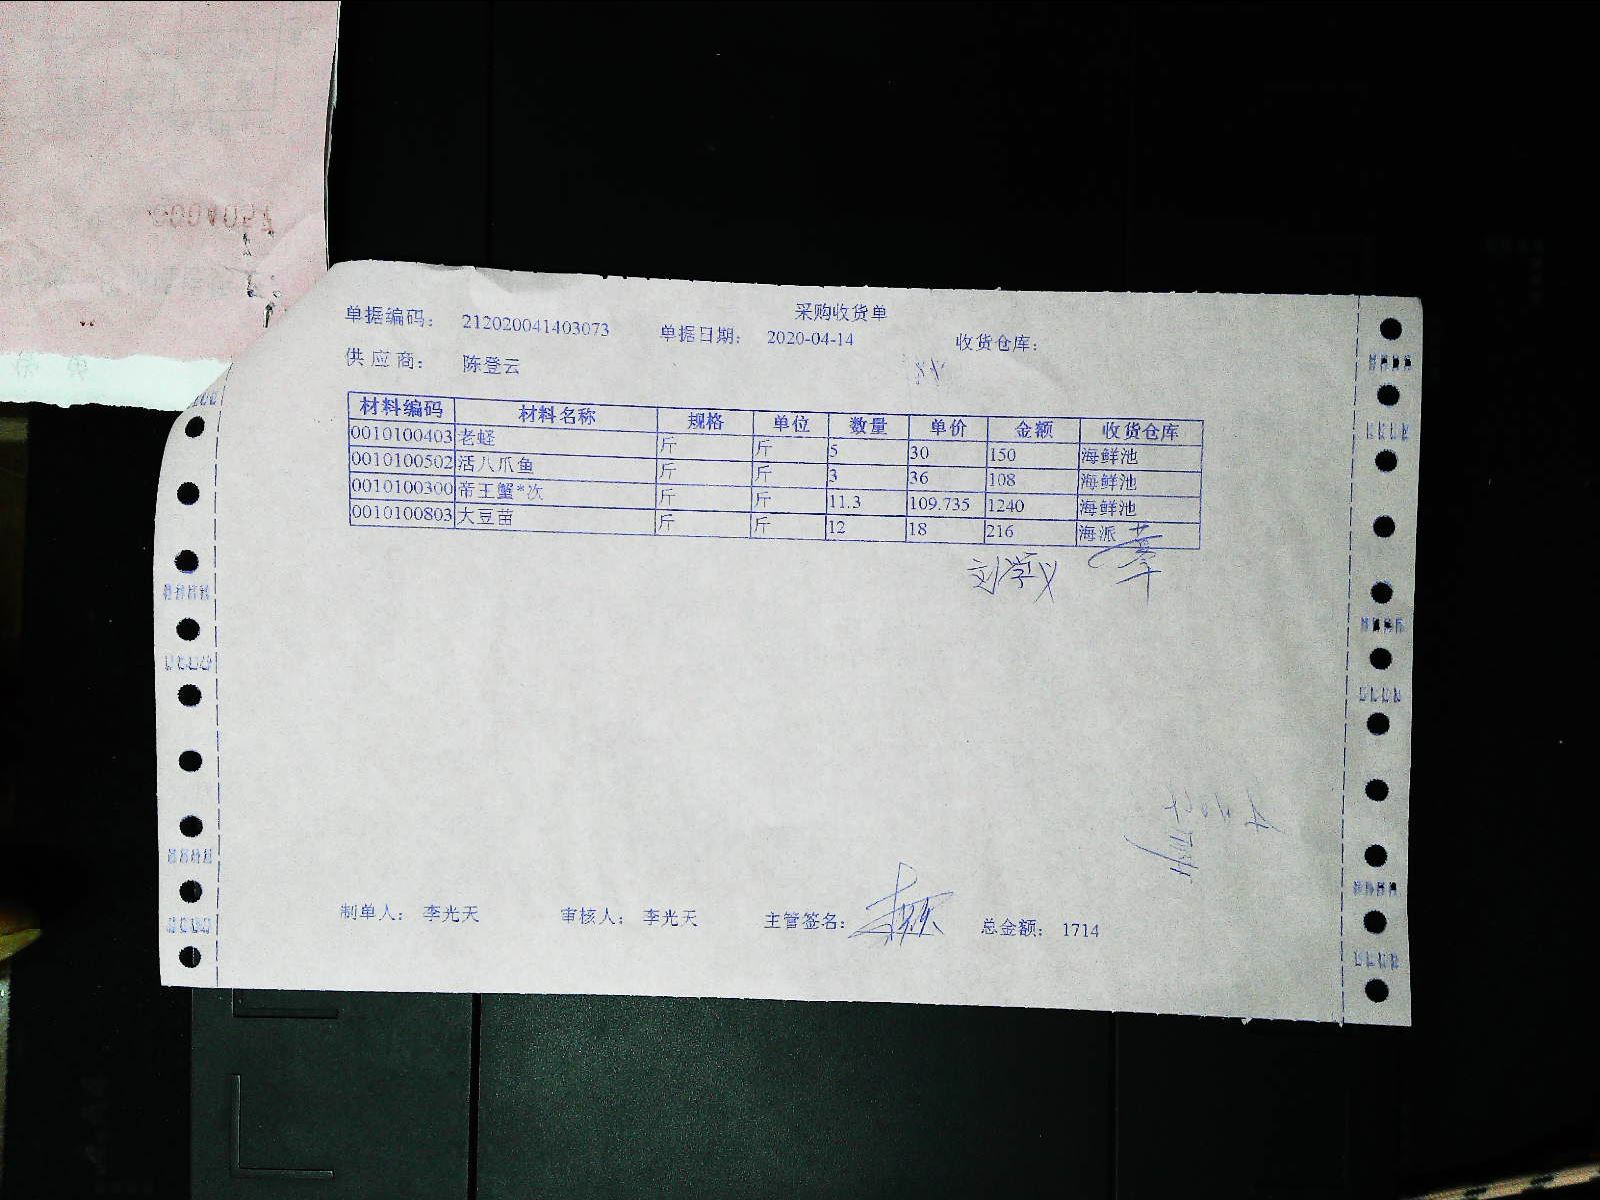 采购收货单
单据编码： 212020041403073 单据日期： 2020-04-14 收货仓库：
供应商： 陈登云
材料编码 材料名称 规格 单位 数量 单价 金额 收货仓库
0010100403 老蛏 斤 斤 5 30 150 海鲜池
0010100502 活八爪鱼 斤 斤 3 36 108 海鲜池
0010100300 帝王蟹*次 斤 斤 11.3 109.735 1240 海鲜池
0010100803 大豆苗 斤 斤 12 18 216 海派
刘学义
制单人： 李光天 审核人： 李光天 主管签名： 总金额： 1714